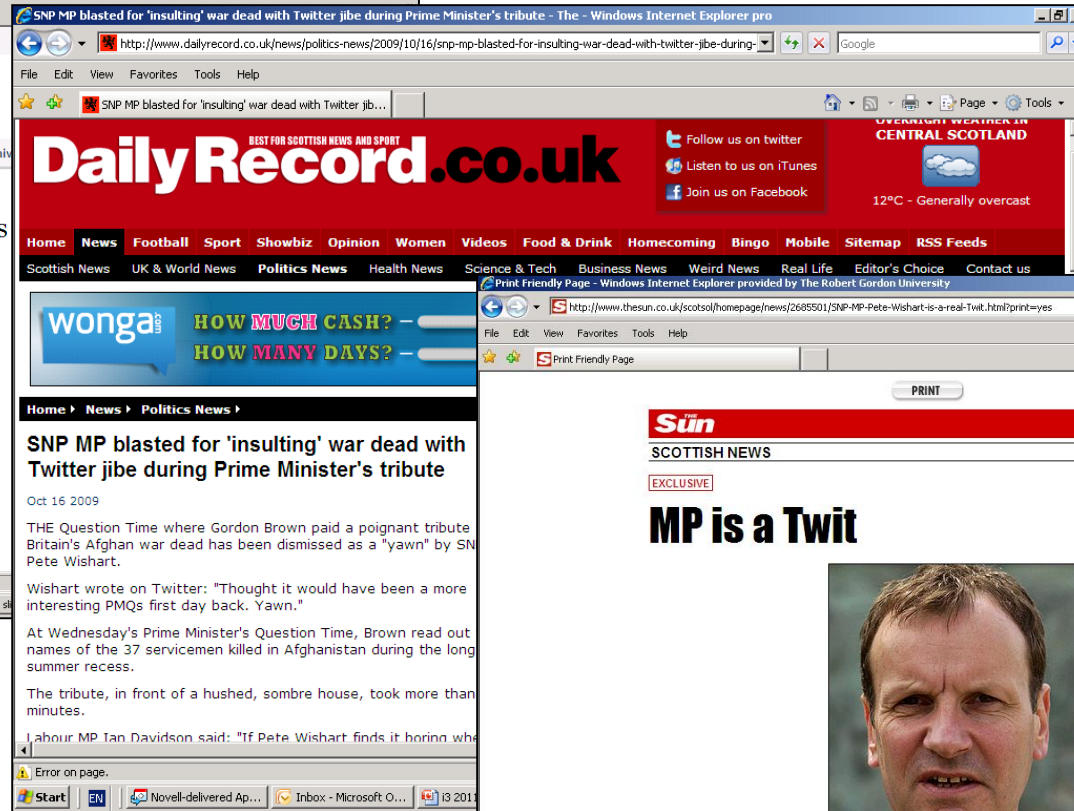 SNP MP blasted for 'insulting' war dead with Twitter jibe during Prime Minister's tribute - The - Windows Internet Explorer pro
http://www.dailyrecord.co.uk/news/politics-news/2009/10/16/snp-mp-blasted-for-insulting-war-dead-with-twitter-jibe-during-
Google
File Edit View Favorites Tools Help
SNP MP blasted for 'insulting' war dead with Twitter jib...
Page Tools
DailyRecord.co.uk
BEST FOR SCOTTISH NEWS AND SPORT
Follow us on twitter
Listen to us on iTunes
Join us on Facebook
OVERNIGHT WEATHER IN
CENTRAL SCOTLAND
12°C - Generally overcast
Home News Football Sport Showbiz Opinion Women Videos Food & Drink Homecoming Bingo Mobile Sitemap RSS Feeds
Scottish News UK & World News Politics News Health News Science & Tech Business News Weird News Real Life Editor's Choice Contact us
wonga.com
HOW MUCH CASH? -
HOW MANY DAYS? -
Home News Politics News
SNP MP blasted for 'insulting' war dead with
Twitter jibe during Prime Minister's tribute
Oct 16 2009
THE Question Time where Gordon Brown paid a poignant tribute
Britain's Afghan war dead has been dismissed as a "yawn" by SN
Pete Wishart.
Wishart wrote on Twitter: "Thought it would have been a more
interesting PMQs first day back. Yawn."
At Wednesday's Prime Minister's Question Time, Brown read out
names of the 37 servicemen killed in Afghanistan during the long
summer recess.
The tribute, in front of a hushed, sombre house, took more than
minutes.
Labour MP Ian Davidson said: "If Pete Wishart finds it boring whe
Error on page.
Start EN Novell-delivered Ap... Inbox - Microsoft O... i3 2011
Print Friendly Page - Windows Internet Explorer provided by The Robert Gordon University
http://www.thesun.co.uk/scotsol/homepage/news/2685501/SNP-MP-Pete-Wishart-is-a-real-Twit.html?print=yes
File Edit View Favorites Tools Help
Print Friendly Page
PRINT
THE Sun
SCOTTISH NEWS
EXCLUSIVE
MP is a Twit